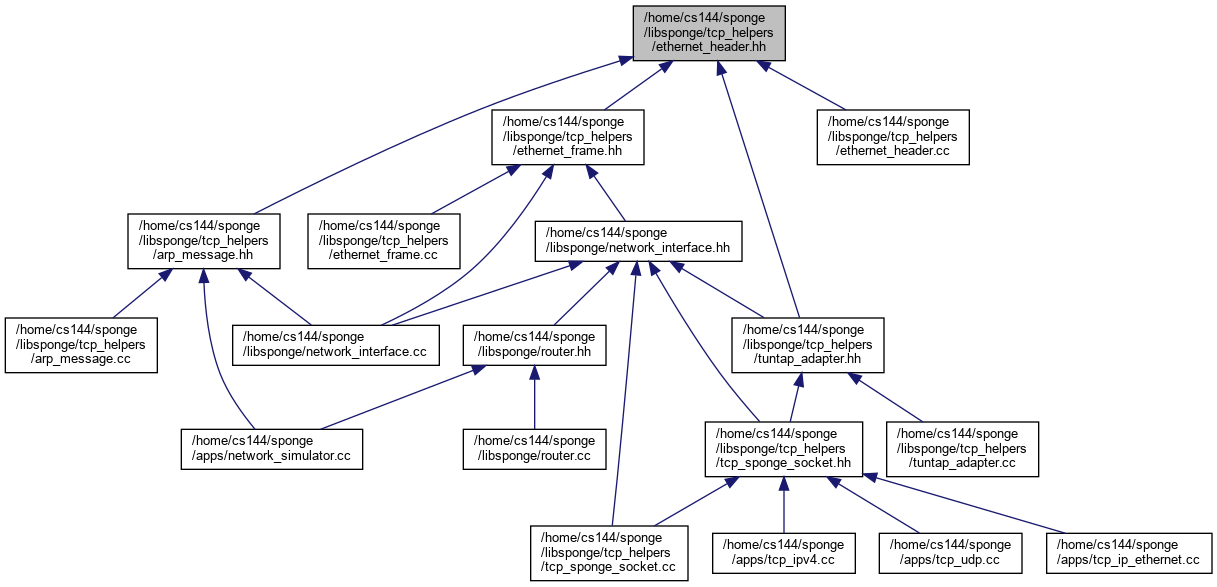 /home/cs144/sponge
/libsponge/tcp_helpers
/ethernet_header.hh
/home/cs144/sponge
/libsponge/tcp_helpers
/ethernet_frame.hh
/home/cs144/sponge
/libsponge/tcp_helpers
/ethernet_header.cc
/home/cs144/sponge
/libsponge/tcp_helpers
/arp_message.hh
/home/cs144/sponge
/libsponge/tcp_helpers
/ethernet_frame.cc
/home/cs144/sponge
/libsponge/network_interface.hh
/home/cs144/sponge
/libsponge/tcp_helpers
/arp_message.cc
/home/cs144/sponge
/libsponge/network_interface.cc
/home/cs144/sponge
/libsponge/router.hh
/home/cs144/sponge
/libsponge/tcp_helpers
/tuntap_adapter.hh
/home/cs144/sponge
/apps/network_simulator.cc
/home/cs144/sponge
/libsponge/router.cc
/home/cs144/sponge
/libsponge/tcp_helpers
/tcp_sponge_socket.hh
/home/cs144/sponge
/libsponge/tcp_helpers
/tuntap_adapter.cc
/home/cs144/sponge
/libsponge/tcp_helpers
/tcp_sponge_socket.cc
/home/cs144/sponge
/apps/tcp_ipv4.cc
/home/cs144/sponge
/apps/tcp_udp.cc
/home/cs144/sponge
/apps/tcp_ip_ethernet.cc